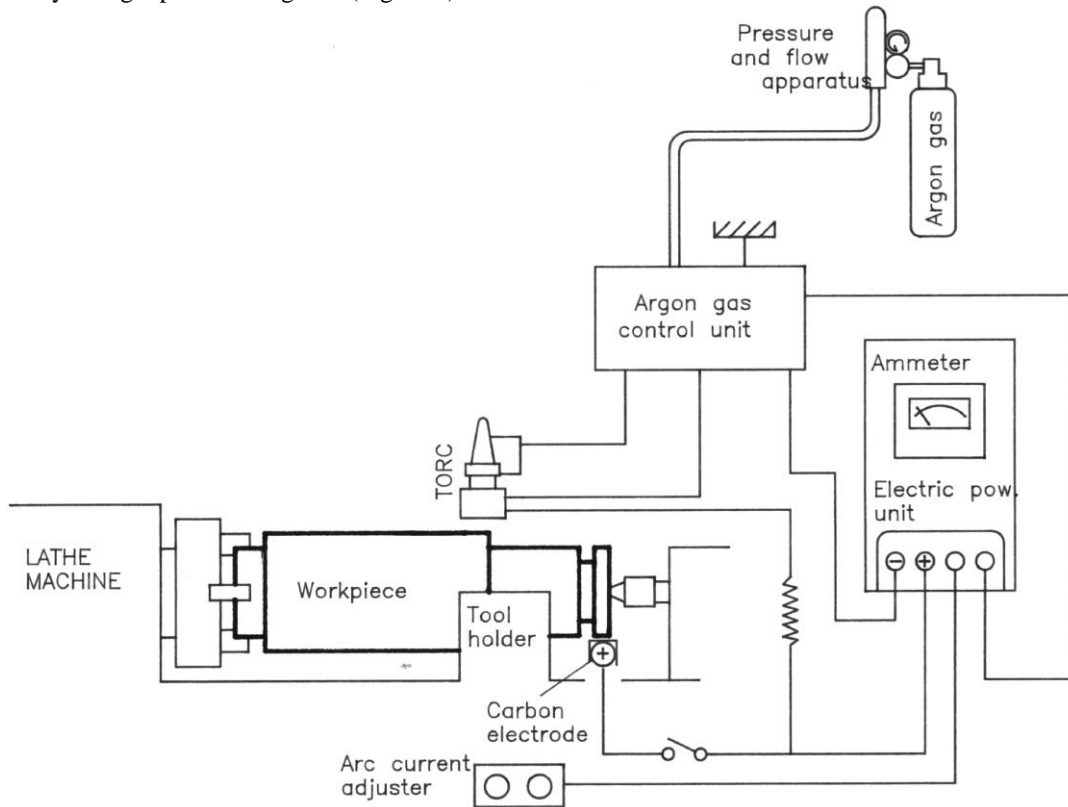 Pressure
and flow
apparatus
Argon gas
Argon gas
control unit
Ammeter
TORC
Electric pow.
unit
LATHE
MACHINE
Workpiece
Tool
holder
Carbon
electrode
Arc current
adjuster